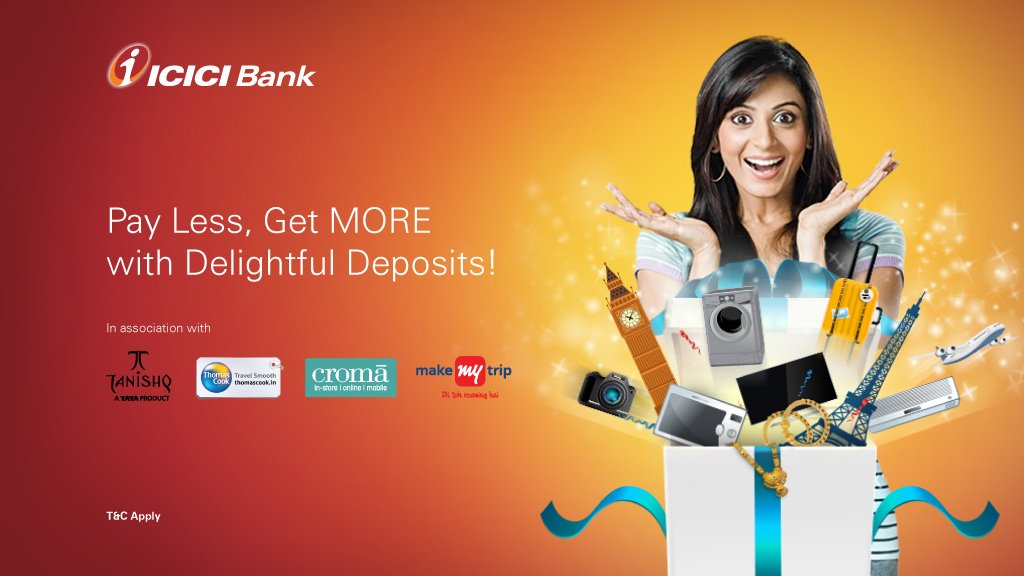 i ICICI Bank
Pay Less, Get MORE
with Delightful Deposits!
In association with
TANISHQ
A TATA PRODUCT
Thomas
Cook
Travel Smooth
thomascook.in
cromā
in-store | online | mobile
make my trip
Dil toh roaming hai
T&C Apply